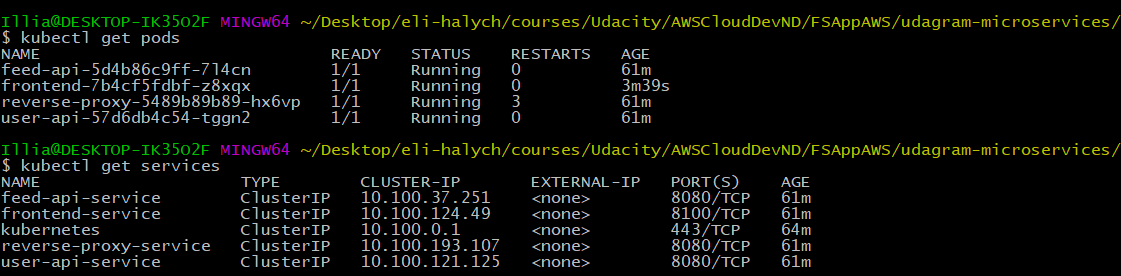 Illia@DESKTOP-IK35O2F MINGW64 ~/Desktop/eli-halych/courses/Udacity/AWSCloudDevND/FSAppAWS/udagram-microservices/
$ kubectl get pods
NAME READY STATUS RESTARTS AGE
feed-api-5d4b86c9ff-7l4cn 1/1 Running 0 61m
frontend-7b4cf5fdbf-z8xqx 1/1 Running 0 3m39s
reverse-proxy-5489b89b89-hx6vp 1/1 Running 3 61m
user-api-57d6db4c54-tggn2 1/1 Running 0 61m
Illia@DESKTOP-IK35O2F MINGW64 ~/Desktop/eli-halych/courses/Udacity/AWSCloudDevND/FSAppAWS/udagram-microservices/
$ kubectl get services
NAME TYPE CLUSTER-IP EXTERNAL-IP PORT(S) AGE
feed-api-service ClusterIP 10.100.37.251 <none> 8080/TCP 61m
frontend-service ClusterIP 10.100.124.49 <none> 8100/TCP 61m
kubernetes ClusterIP 10.100.0.1 <none> 443/TCP 64m
reverse-proxy-service ClusterIP 10.100.193.107 <none> 8080/TCP 61m
user-api-service ClusterIP 10.100.121.125 <none> 8080/TCP 61m